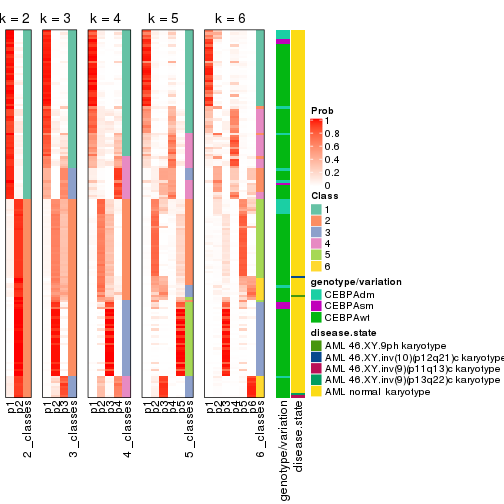 k = 2 k = 3 k = 4 k = 5 k = 6
Prob
1
0.8
0.6
0.4
0.2
0
Class
1
2
3
4
5
6
genotype/variation
CEBPAdm
CEBPAsm
CEBPAwt
disease.state
AML 46.XY.9ph karyotype
AML 46.XY.inv(10)(p12q21)c karyotype
AML 46.XY.inv(9)(p11q13)c karyotype
AML 46.XY.inv(9)(p13q22)c karyotype
AML normal karyotype
p1 p2 2_classes
p1 p2 p3 3_classes
p1 p2 p3 p4 4_classes
p1 p2 p3 p4 p5 5_classes
p1 p2 p3 p4 p5 p6 6_classes
genotype/variation
disease.state